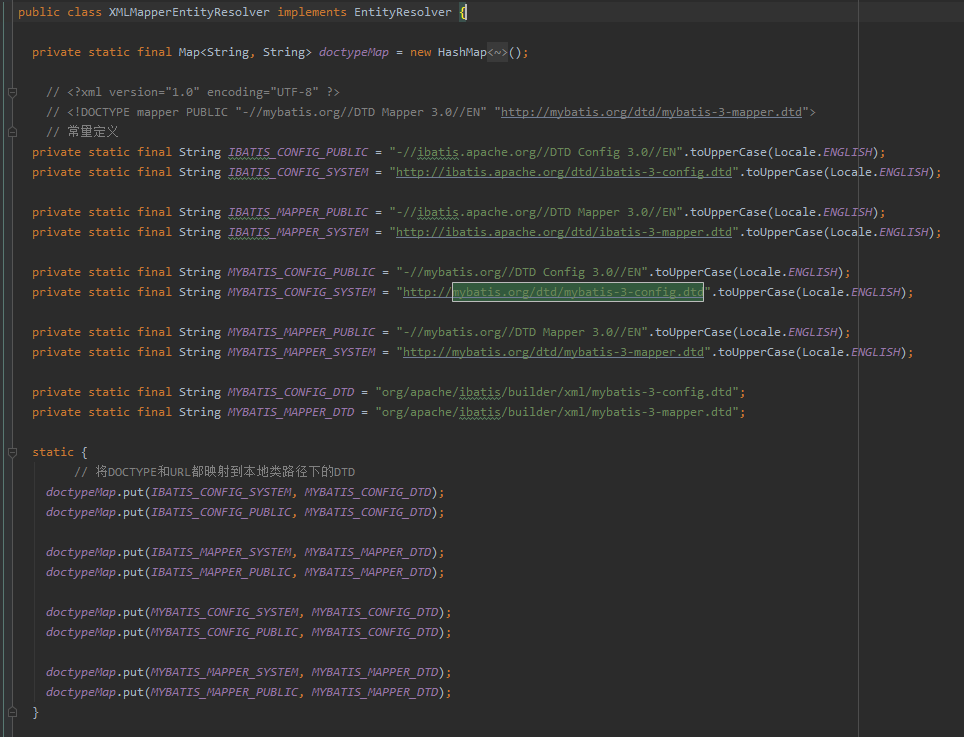 public class XMLMapperEntityResolver implements EntityResolver {
private static final Map<String, String> doctypeMap = new HashMap<~>();
// <?xml version="1.0" encoding="UTF-8" ?>
// <!DOCTYPE mapper PUBLIC "-//mybatis.org//DTD Mapper 3.0//EN" "http://mybatis.org/dtd/mybatis-3-mapper.dtd">
// 常量定义
private static final String IBATIS_CONFIG_PUBLIC = "-//ibatis.apache.org//DTD Config 3.0//EN".toUpperCase(Locale.ENGLISH);
private static final String IBATIS_CONFIG_SYSTEM = "http://ibatis.apache.org/dtd/ibatis-3-config.dtd".toUpperCase(Locale.ENGLISH);
private static final String IBATIS_MAPPER_PUBLIC = "-//ibatis.apache.org//DTD Mapper 3.0//EN".toUpperCase(Locale.ENGLISH);
private static final String IBATIS_MAPPER_SYSTEM = "http://ibatis.apache.org/dtd/ibatis-3-mapper.dtd".toUpperCase(Locale.ENGLISH);
private static final String MYBATIS_CONFIG_PUBLIC = "-//mybatis.org//DTD Config 3.0//EN".toUpperCase(Locale.ENGLISH);
private static final String MYBATIS_CONFIG_SYSTEM = "http://mybatis.org/dtd/mybatis-3-config.dtd".toUpperCase(Locale.ENGLISH);
private static final String MYBATIS_MAPPER_PUBLIC = "-//mybatis.org//DTD Mapper 3.0//EN".toUpperCase(Locale.ENGLISH);
private static final String MYBATIS_MAPPER_SYSTEM = "http://mybatis.org/dtd/mybatis-3-mapper.dtd".toUpperCase(Locale.ENGLISH);
private static final String MYBATIS_CONFIG_DTD = "org/apache/ibatis/builder/xml/mybatis-3-config.dtd";
private static final String MYBATIS_MAPPER_DTD = "org/apache/ibatis/builder/xml/mybatis-3-mapper.dtd";
static {
// 将DOCTYPE和URL都映射到本地类路径下的DTD
doctypeMap.put(IBATIS_CONFIG_SYSTEM, MYBATIS_CONFIG_DTD);
doctypeMap.put(IBATIS_CONFIG_PUBLIC, MYBATIS_CONFIG_DTD);
doctypeMap.put(IBATIS_MAPPER_SYSTEM, MYBATIS_MAPPER_DTD);
doctypeMap.put(IBATIS_MAPPER_PUBLIC, MYBATIS_MAPPER_DTD);
doctypeMap.put(MYBATIS_CONFIG_SYSTEM, MYBATIS_CONFIG_DTD);
doctypeMap.put(MYBATIS_CONFIG_PUBLIC, MYBATIS_CONFIG_DTD);
doctypeMap.put(MYBATIS_MAPPER_SYSTEM, MYBATIS_MAPPER_DTD);
doctypeMap.put(MYBATIS_MAPPER_PUBLIC, MYBATIS_MAPPER_DTD);
}